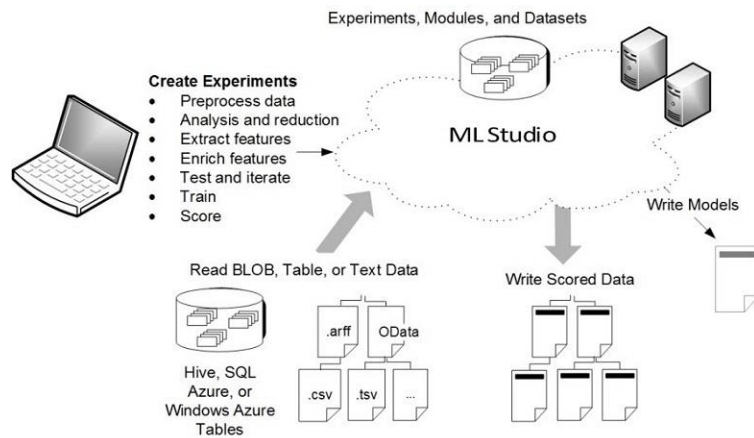 Experiments, Modules, and Datasets
Create Experiments
• Preprocess data
• Analysis and reduction
• Extract features
• Enrich features
• Test and iterate
• Train
• Score
ML Studio
Write Models
Read BLOB, Table, or Text Data
Write Scored Data
.arff
OData
.csv
.tsv
...
Hive, SQL
Azure, or
Windows Azure
Tables